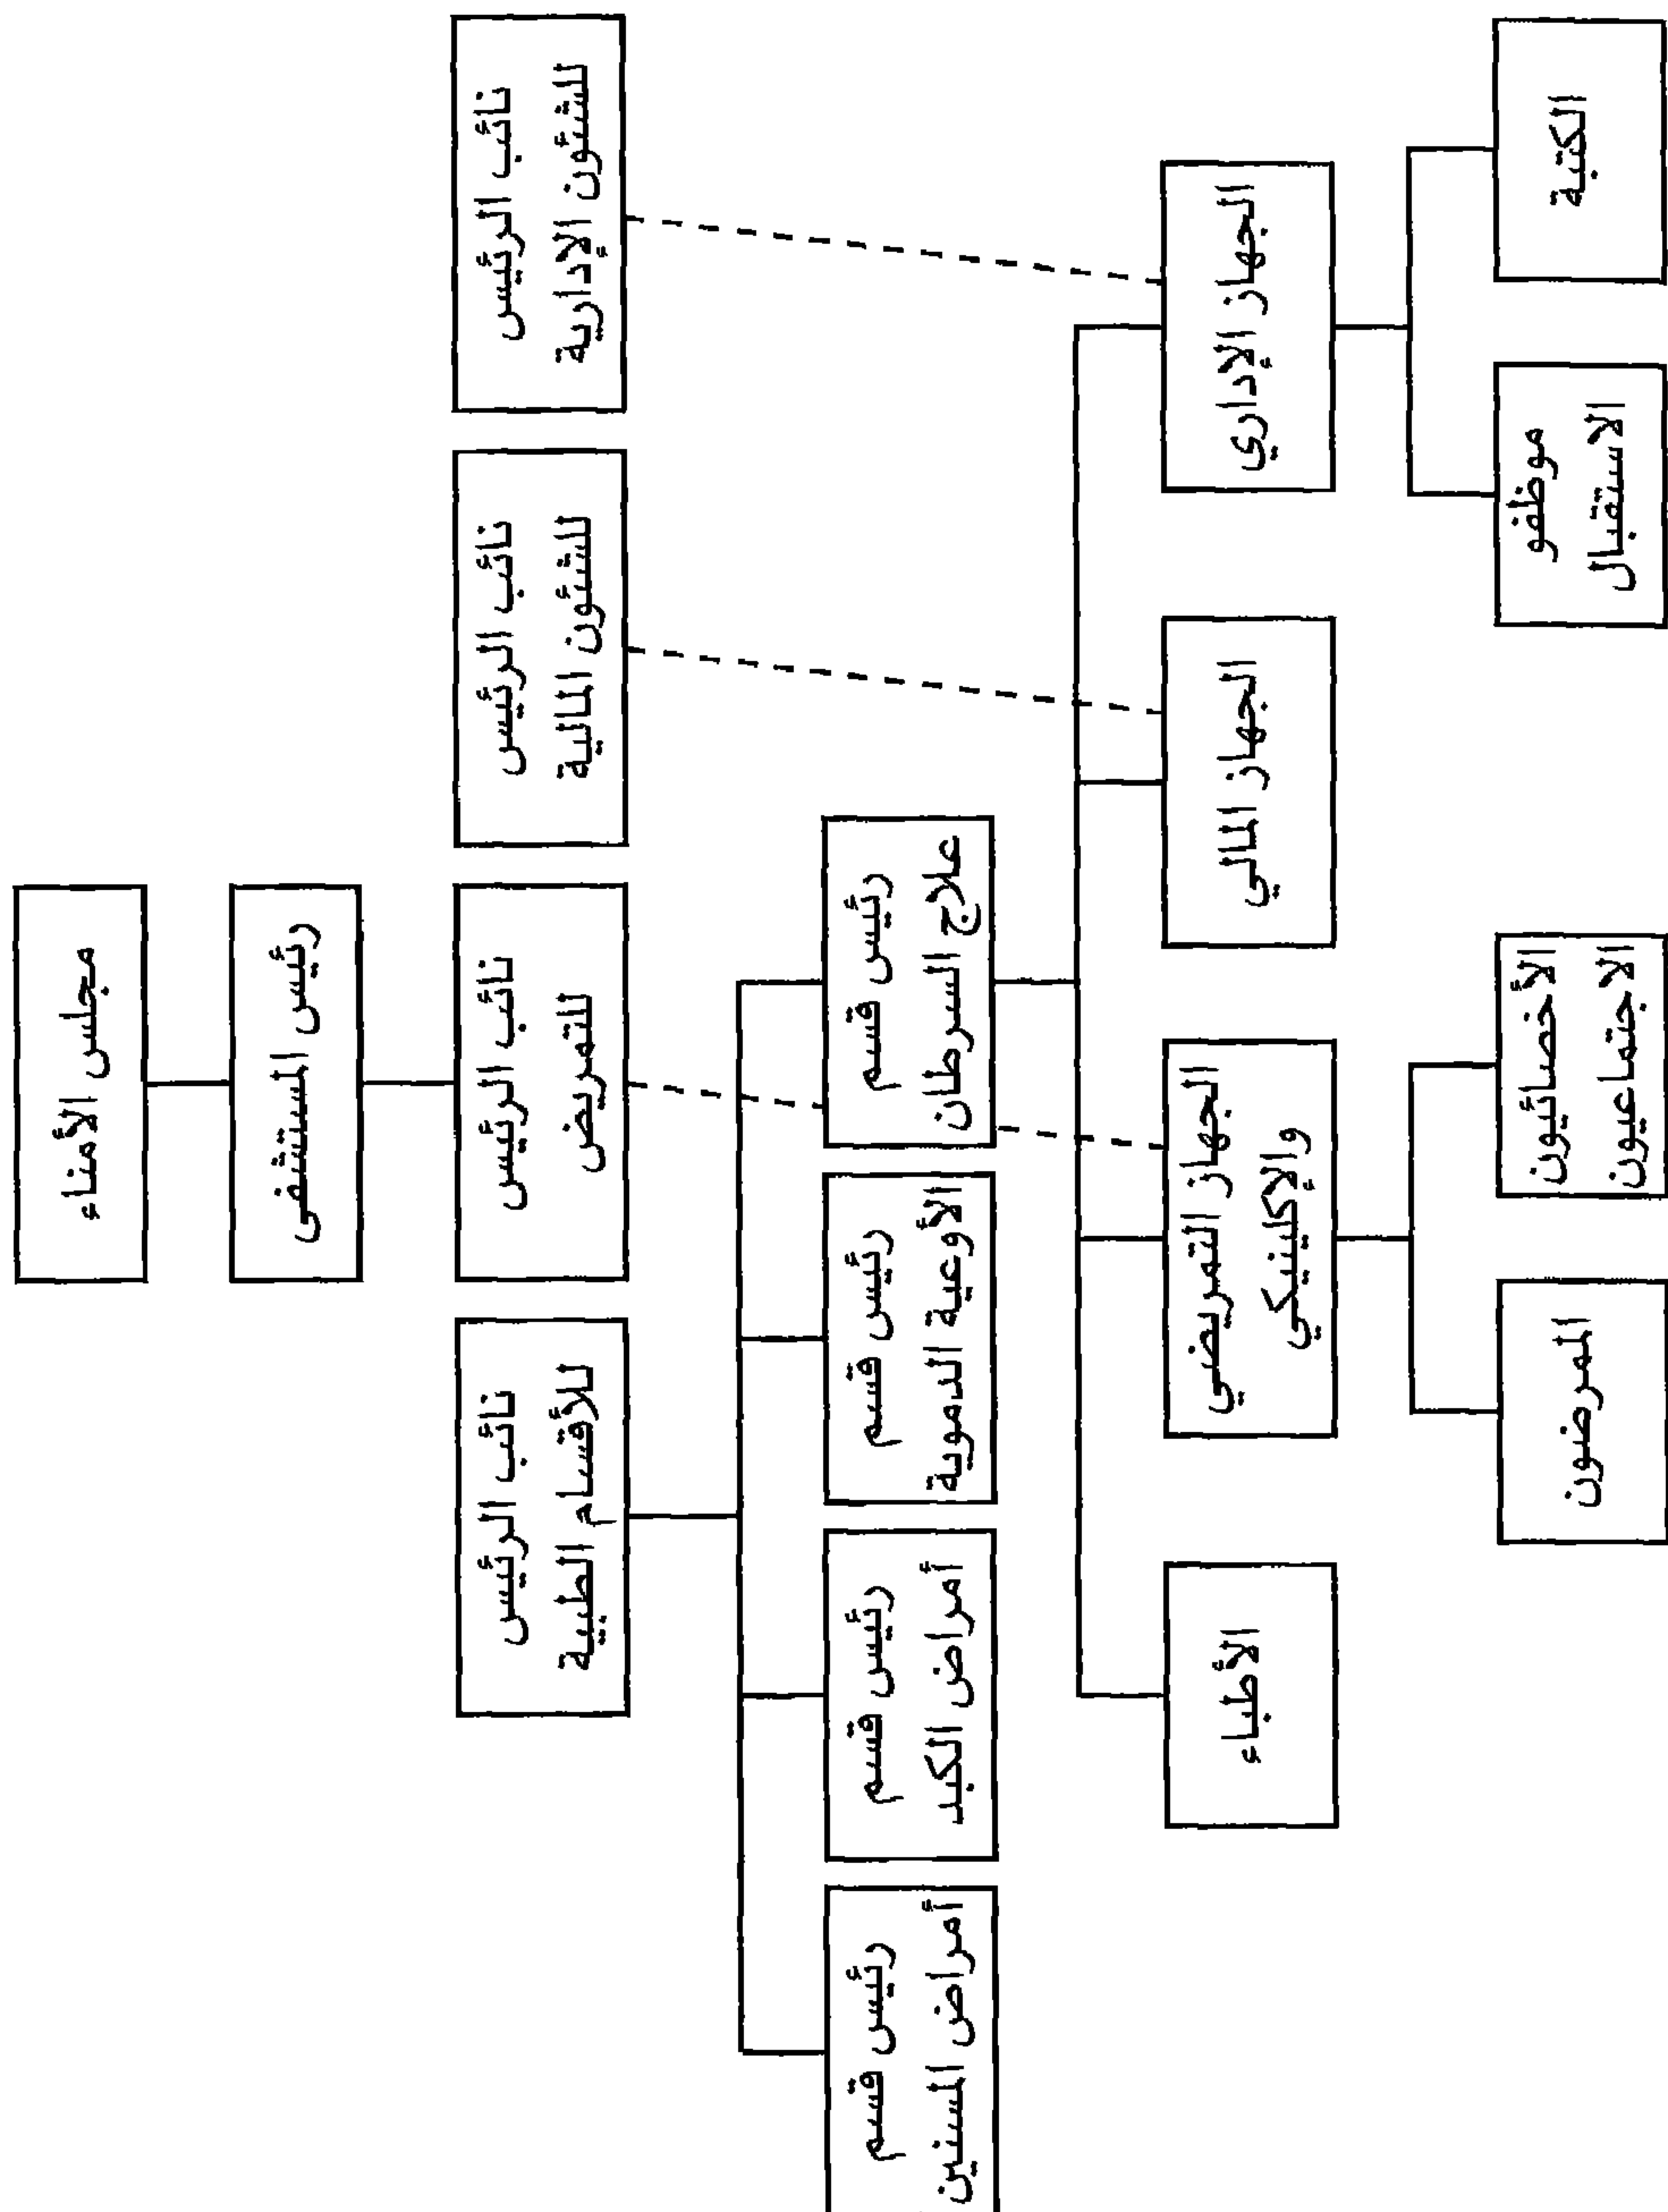 مجلس الأمناء
رئيس المستشفى
نائب الرئيس
للشئون الإدارية
نائب الرئيس
للشئون المالية
نائب الرئيس
للتمريض
نائب الرئيس
للأقسام الطبية
رئيس قسم
علاج السرطان
رئيس قسم
الأوعية الدموية
رئيس قسم
أمراض الكبد
رئيس قسم
أمراض المسنين
الجهاز الإداري
الجهاز المالي
الجهاز التمريضي
والإكلينيكي
الأطباء
الكتبة
موظفو
الاستقبال
الأخصائيون
الاجتماعيون
الممرضون